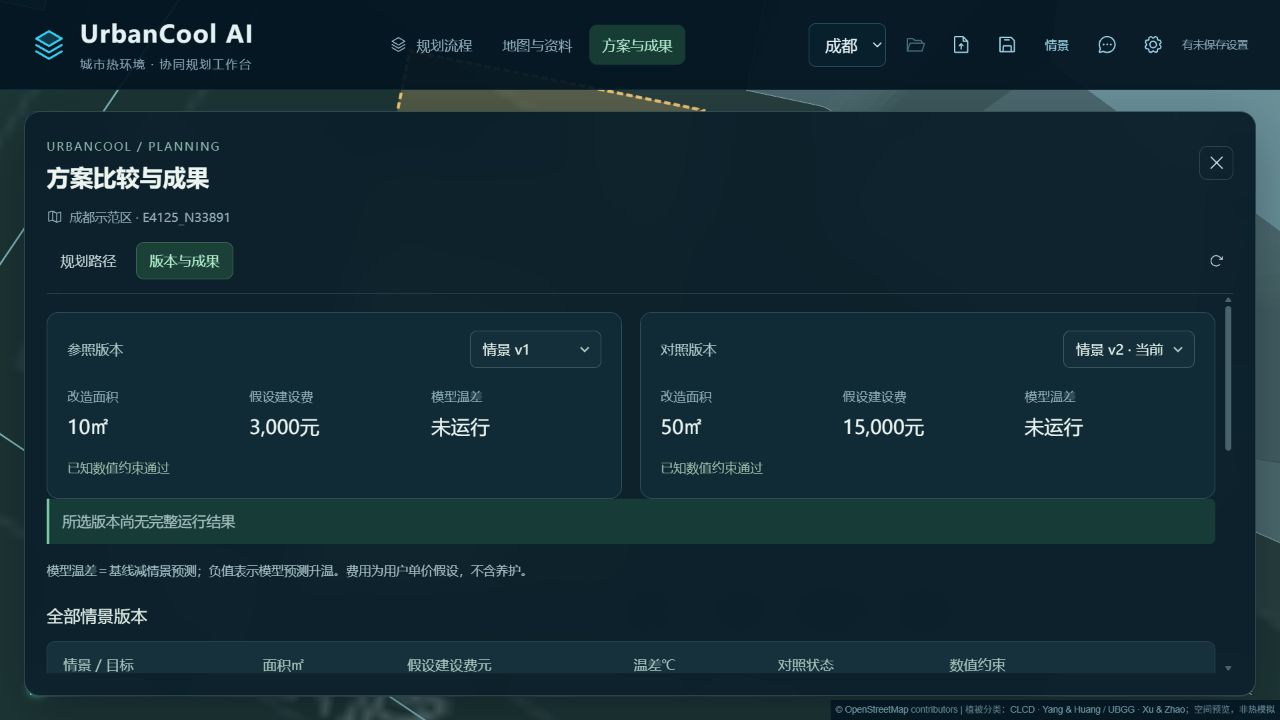 UrbanCool AI
城市热环境 · 协同规划工作台
规划流程
地图与资料
方案与成果
成都
情景
有未保存设置
URBANCOOL / PLANNING
方案比较与成果
成都示范区 · E4125_N33891
规划路径
版本与成果
参照版本
情景 v1
改造面积
假设建设费
模型温差
10㎡
3,000元
未运行
已知数值约束通过
对照版本
情景 v2 · 当前
改造面积
假设建设费
模型温差
50㎡
15,000元
未运行
已知数值约束通过
所选版本尚无完整运行结果
模型温差＝基线减情景预测；负值表示模型预测升温。费用为用户单价假设，不含养护。
全部情景版本
情景 / 目标
面积㎡
假设建设费元
温差℃
对照状态
数值约束
© OpenStreetMap contributors | 植被分类：CLCD · Yang & Huang / UBGG · Xu & Zhao；空间预览，非热模拟